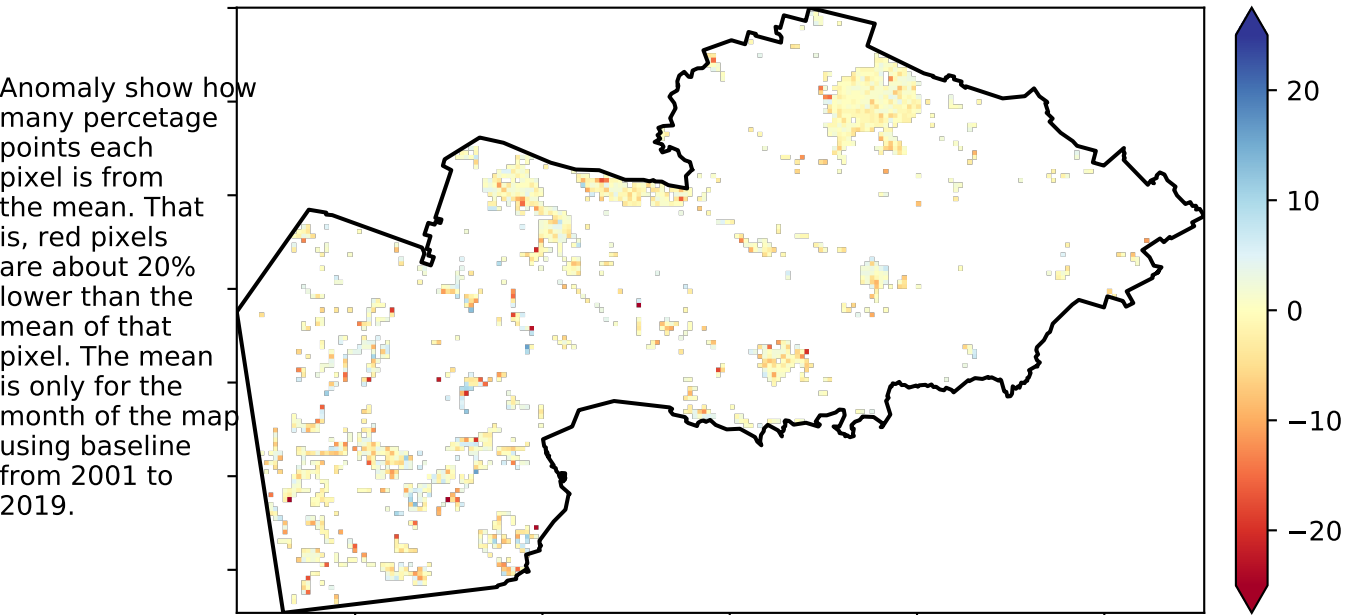 Anomaly show how
many percetage
points each
pixel is from
the mean. That
is, red pixels
are about 20%
lower than the
mean of that
pixel. The mean
is only for the
month of the map
using baseline
from 2001 to
2019.
20
10
0
−10
−20